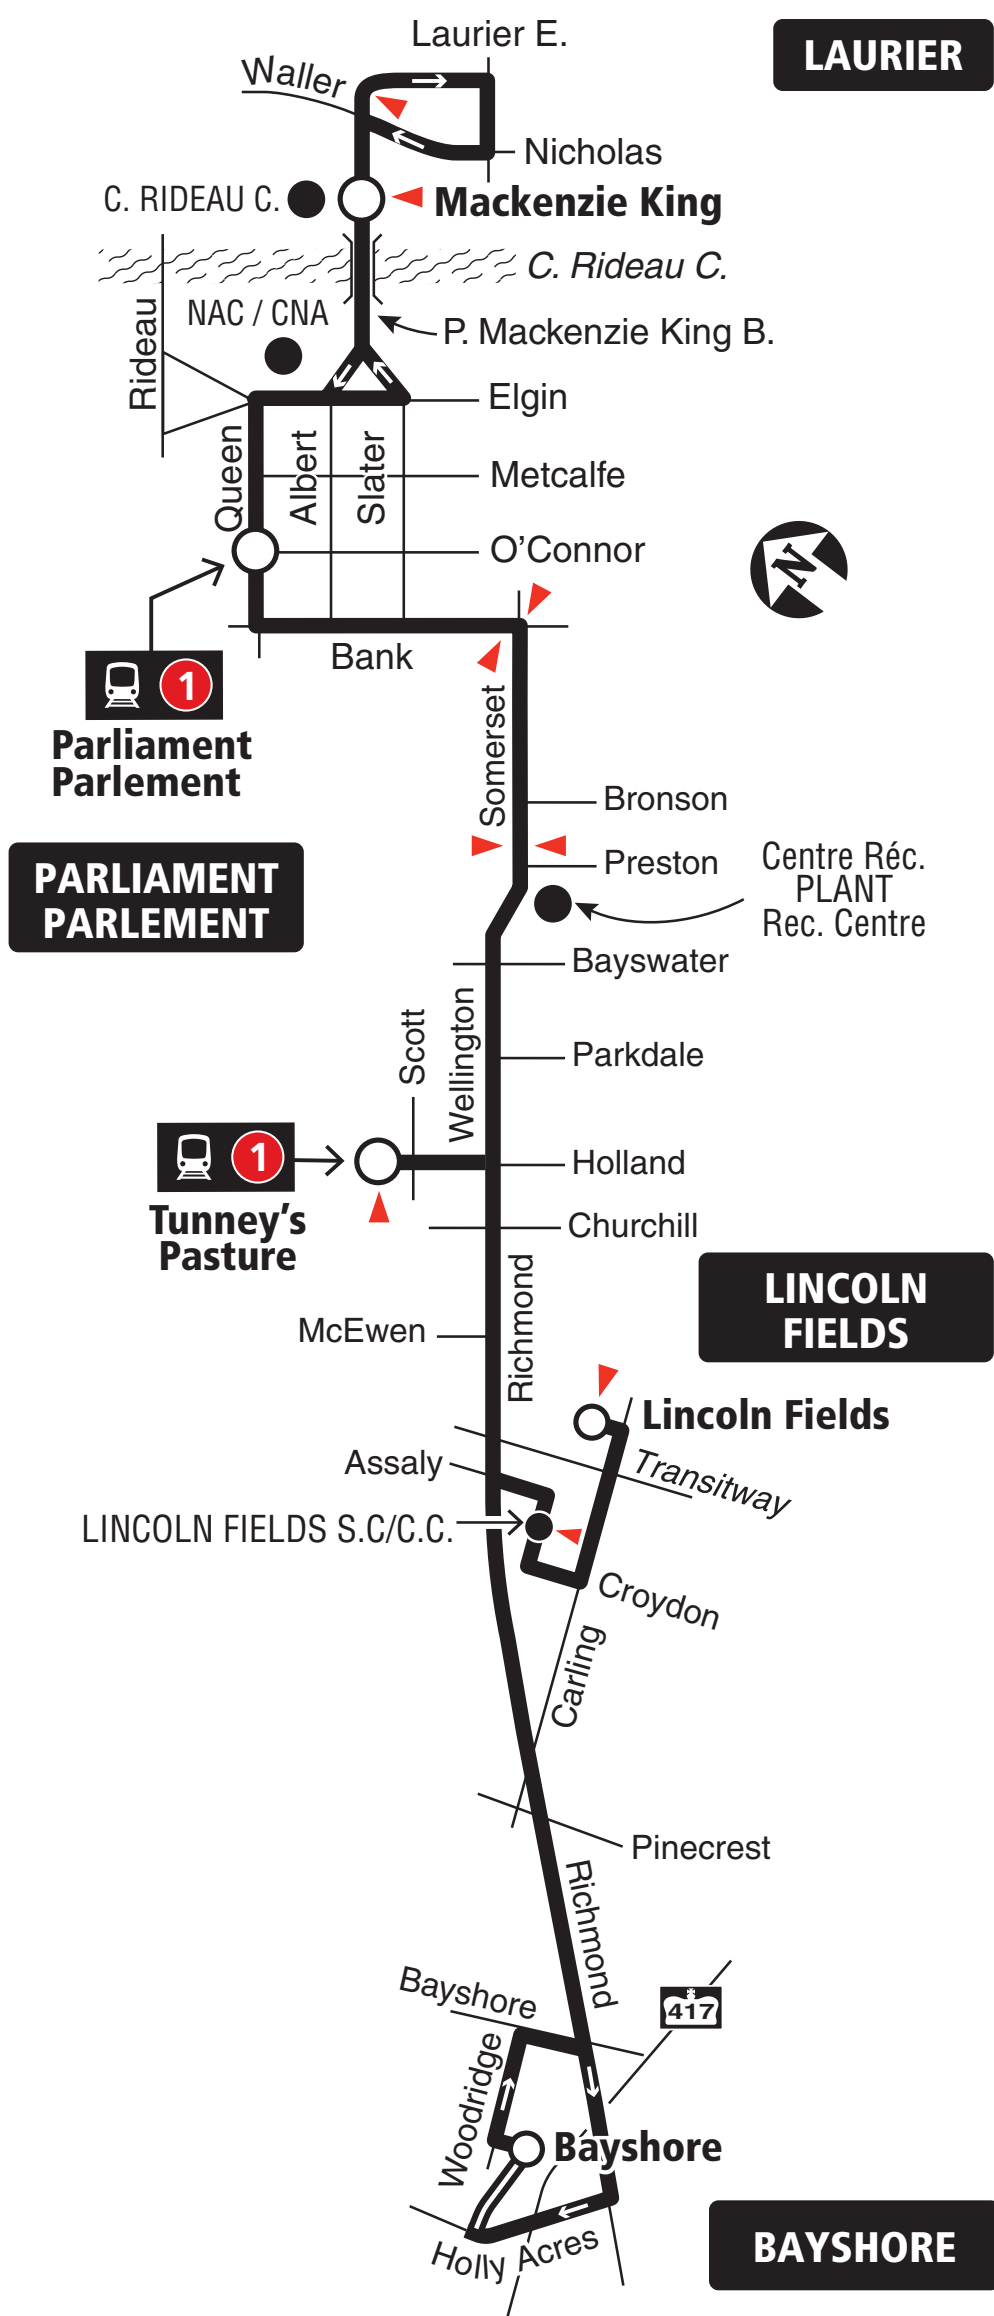 Laurier E.
LAURIER
Waller
Nicholas
C. RIDEAU C.
Mackenzie King
C. Rideau C.
NAC / CNA
P. Mackenzie King B.
Rideau
Elgin
Queen
Albert
Slater
Metcalfe
O'Connor
N
Bank
1
Parliament
Parlement
Somerset
Bronson
PARLIAMENT
PARLEMENT
Preston
Centre Réc.
PLANT
Rec. Centre
Bayswater
Scott
Wellington
Parkdale
1
Tunney's
Pasture
Holland
Churchill
LINCOLN
FIELDS
McEwen
Richmond
Lincoln Fields
Assaly
Transitway
LINCOLN FIELDS S.C/C.C.
Croydon
Carling
Pinecrest
Richmond
Bayshore
417
Woodridge
Bayshore
Holly Acres
BAYSHORE